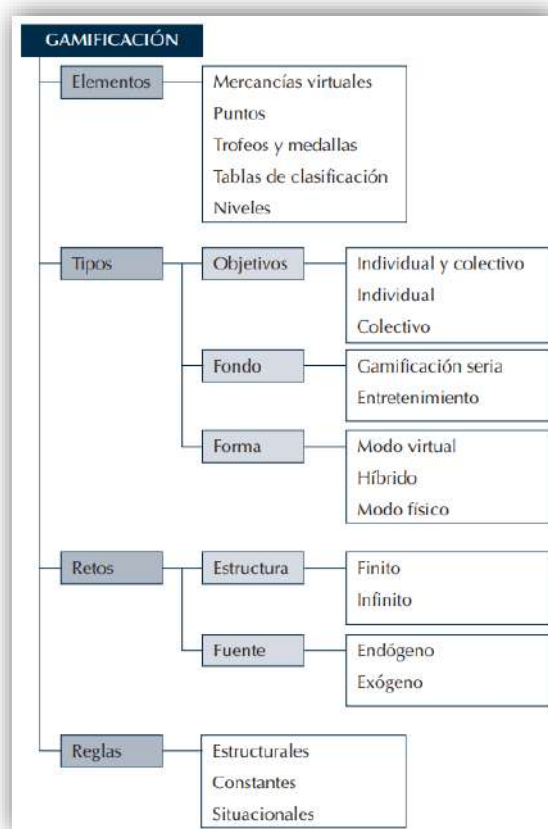 GAMIFICACIÓN
Elementos
Mercancías virtuales
Puntos
Trofeos y medallas
Tablas de clasificación
Niveles
Tipos
Objetivos
Individual y colectivo
Individual
Colectivo
Fondo
Gamificación seria
Entretenimiento
Forma
Modo virtual
Híbrido
Modo físico
Retos
Estructura
Finito
Infinito
Fuente
Endógeno
Exógeno
Reglas
Estructurales
Constantes
Situacionales